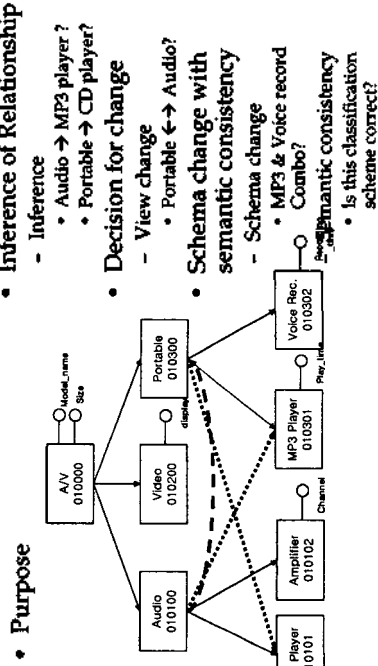 • Purpose
A/V
010000
Model_name
Size
Audio
010100
Video
010200
display
Portable
010300
Player
0101
Amplifier
010102
Channel
MP3 Player
010301
Play_time
Voice Rec.
010302
• Inference of Relationship
– Inference
• Audio → MP3 player ?
• Portable → CD player?
• Decision for change
– View change
• Portable ←→ Audio?
• Schema change with
semantic consistency
– Schema change
• MP3 & Voice record
Combo?
semantic consistency
• Is this classification
scheme correct?